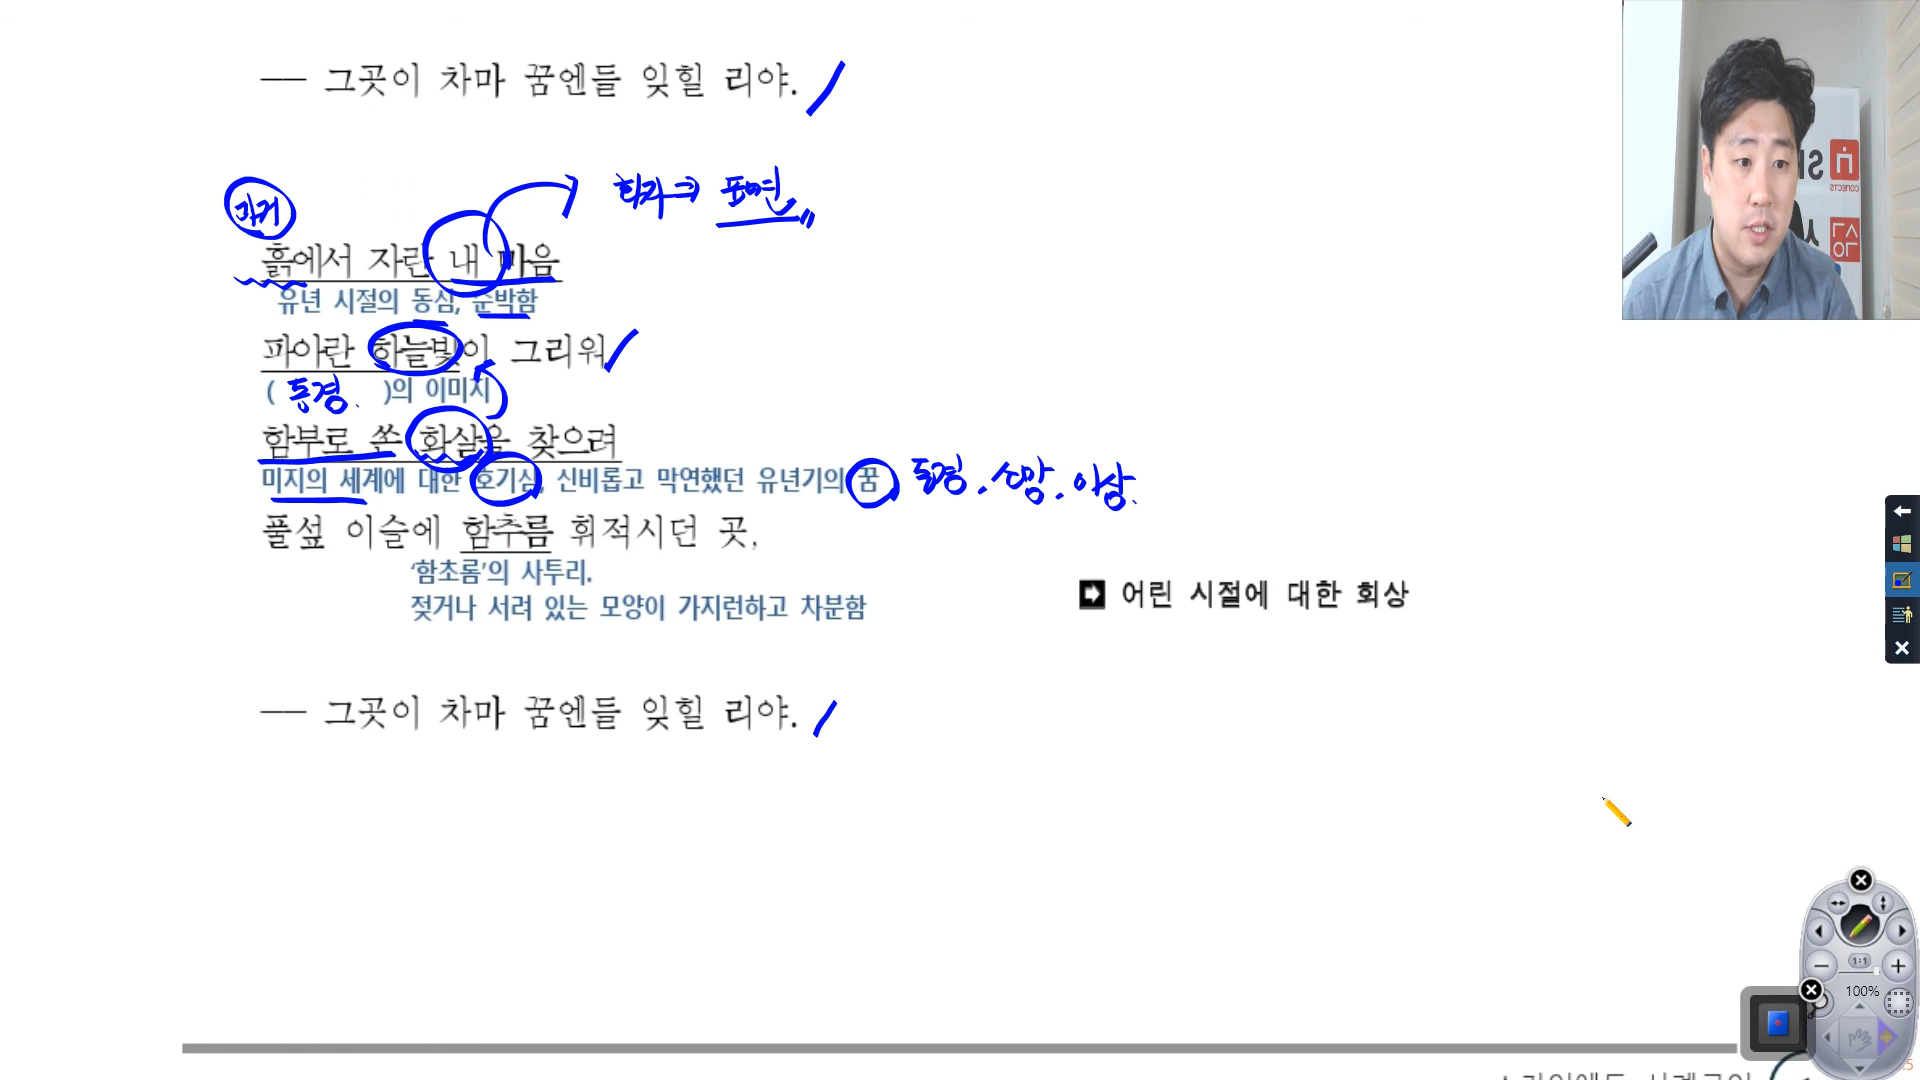 ── 그곳이 차마 꿈엔들 잊힐 리야.
과거
화자 표면
흙에서 자란 내 마음
유년 시절의 동심, 순박함
파아란 하늘빛이 그리워
( 동경. )의 이미지
함부로 쏜 화살을 찾으려
미지의 세계에 대한 호기심, 신비롭고 막연했던 유년기의 꿈 동경. 소망. 이상.
풀섶 이슬에 함추름 휘적시던 곳,
'함초롬'의 사투리.
젖거나 서려 있는 모양이 가지런하고 차분함
어린 시절에 대한 회상
── 그곳이 차마 꿈엔들 잊힐 리야.
1:1
100%